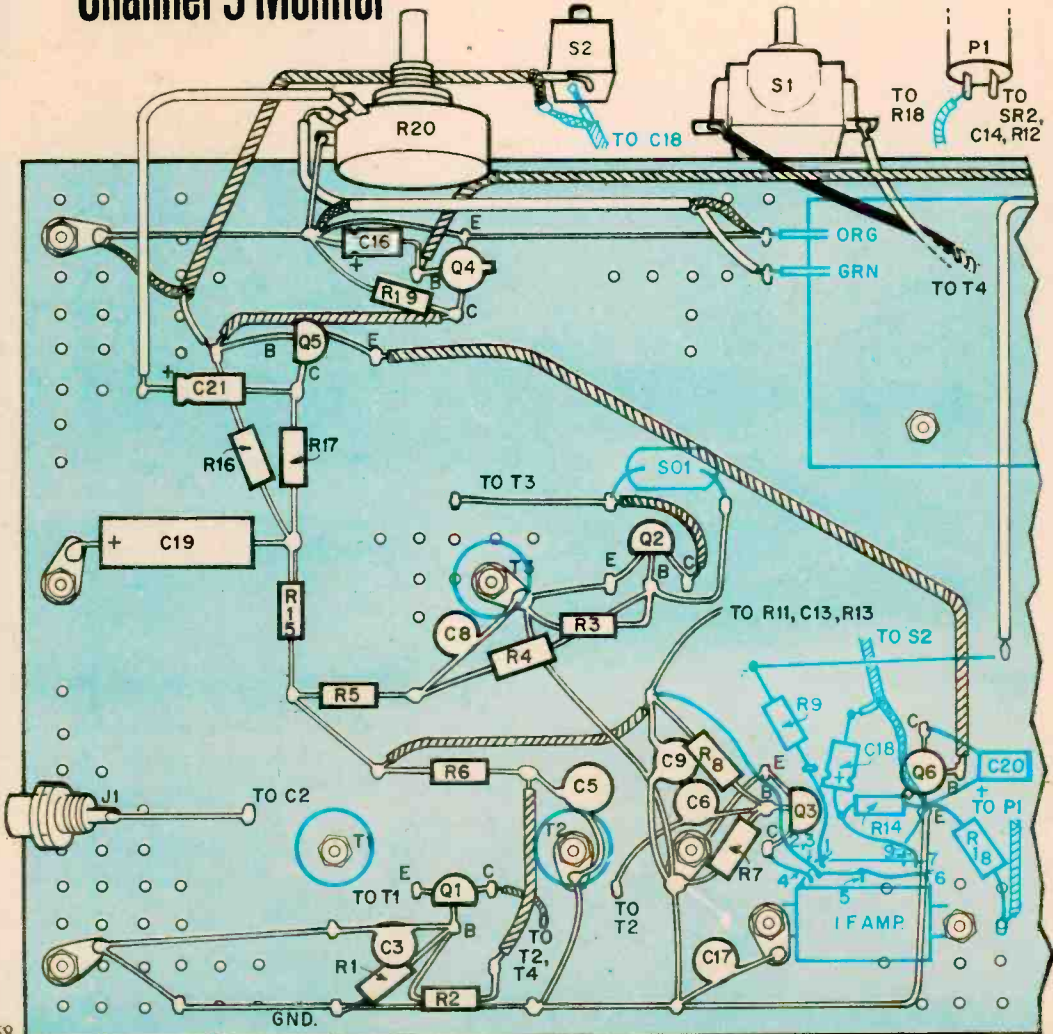 Channel 9 Monitor
S2
S1
P1
TO
R18
TO
SR2,
C14, R12
R20
TO C18
E
C16
+
B
Q4
R19
C
ORG
GRN
TO T4
Q5
B
E
C
+
C21
R16
R17
SO1
TO T3
+
C19
Q2
E
B
C
T3
R15
C8
R3
R4
TO R11, C13, R13
TO S2
R5
R9
C18
+
C
Q6
B
E
C20
+
R6
C5
C9
R8
E
B
Q3
C
C6
R14
TO P1
R18
J1
TO C2
T1
T2
R7
2
3
1
9
7
4
5
6
E
Q1
C
TO T1
B
TO
T2,
T4
TO
T2
I F AMP.
C3
R1
R2
C17
GND.